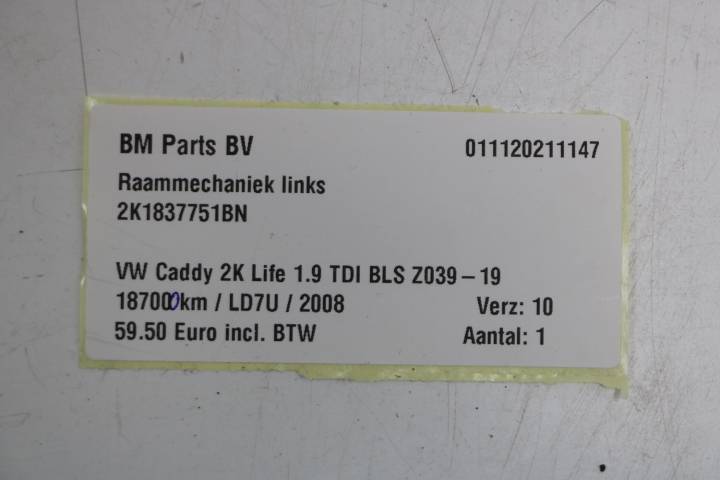 BM Parts BV 011120211147
Raammechaniek links
2K1837751BN
VW Caddy 2K Life 1.9 TDI BLS Z039-19
187000km / LD7U / 2008 Verz: 10
59.50 Euro incl. BTW Aantal: 1